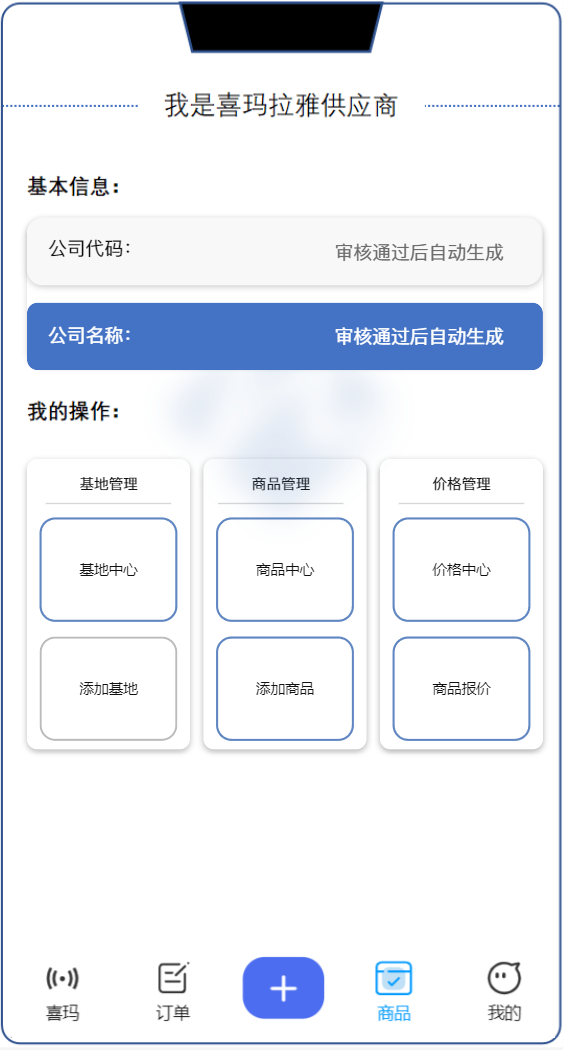 我是喜玛拉雅供应商
基本信息：
公司代码： 审核通过后自动生成
公司名称： 审核通过后自动生成
我的操作：
基地管理 商品管理 价格管理
基地中心 商品中心 价格中心
添加基地 添加商品 商品报价
喜玛 订单 商品 我的